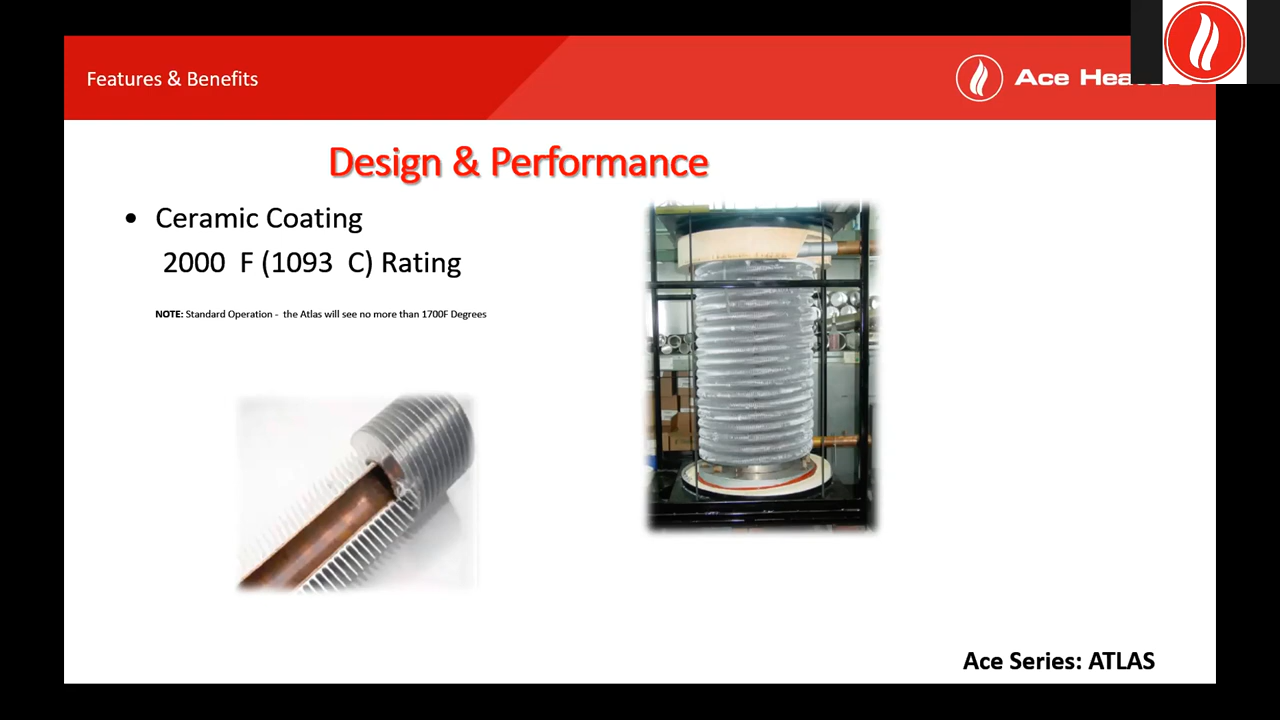 Features & Benefits
Ace
Design & Performance
• Ceramic Coating
2000 F (1093 C) Rating
NOTE: Standard Operation - the Atlas will see no more than 1700F Degrees
Ace Series: ATLAS